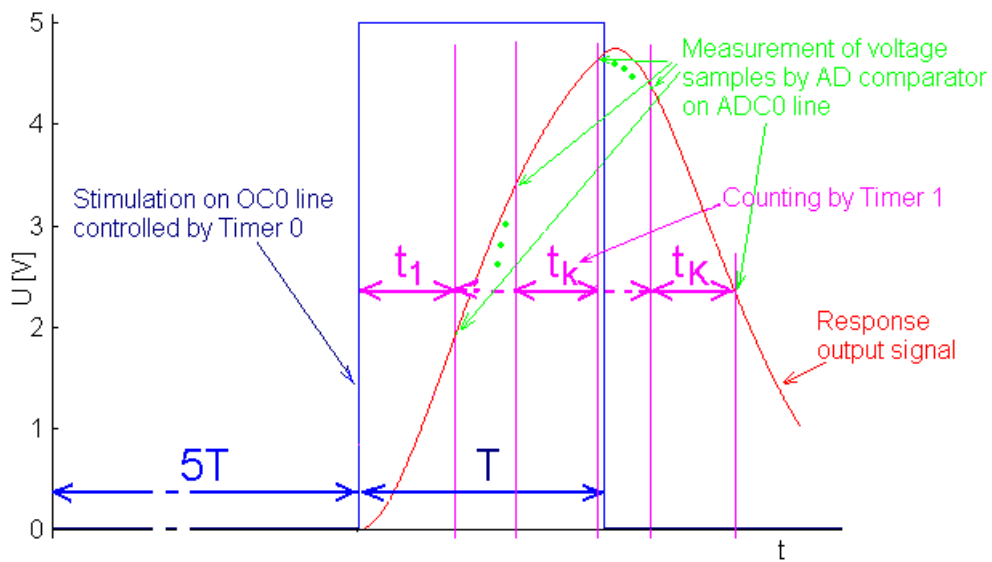 5
4
3
2
1
0
U [V]
t
Stimulation on OC0 line
controlled by Timer 0
Measurement of voltage
samples by AD comparator
on ADC0 line
Counting by Timer 1
t1
tk
tK
Response
output signal
5T
T